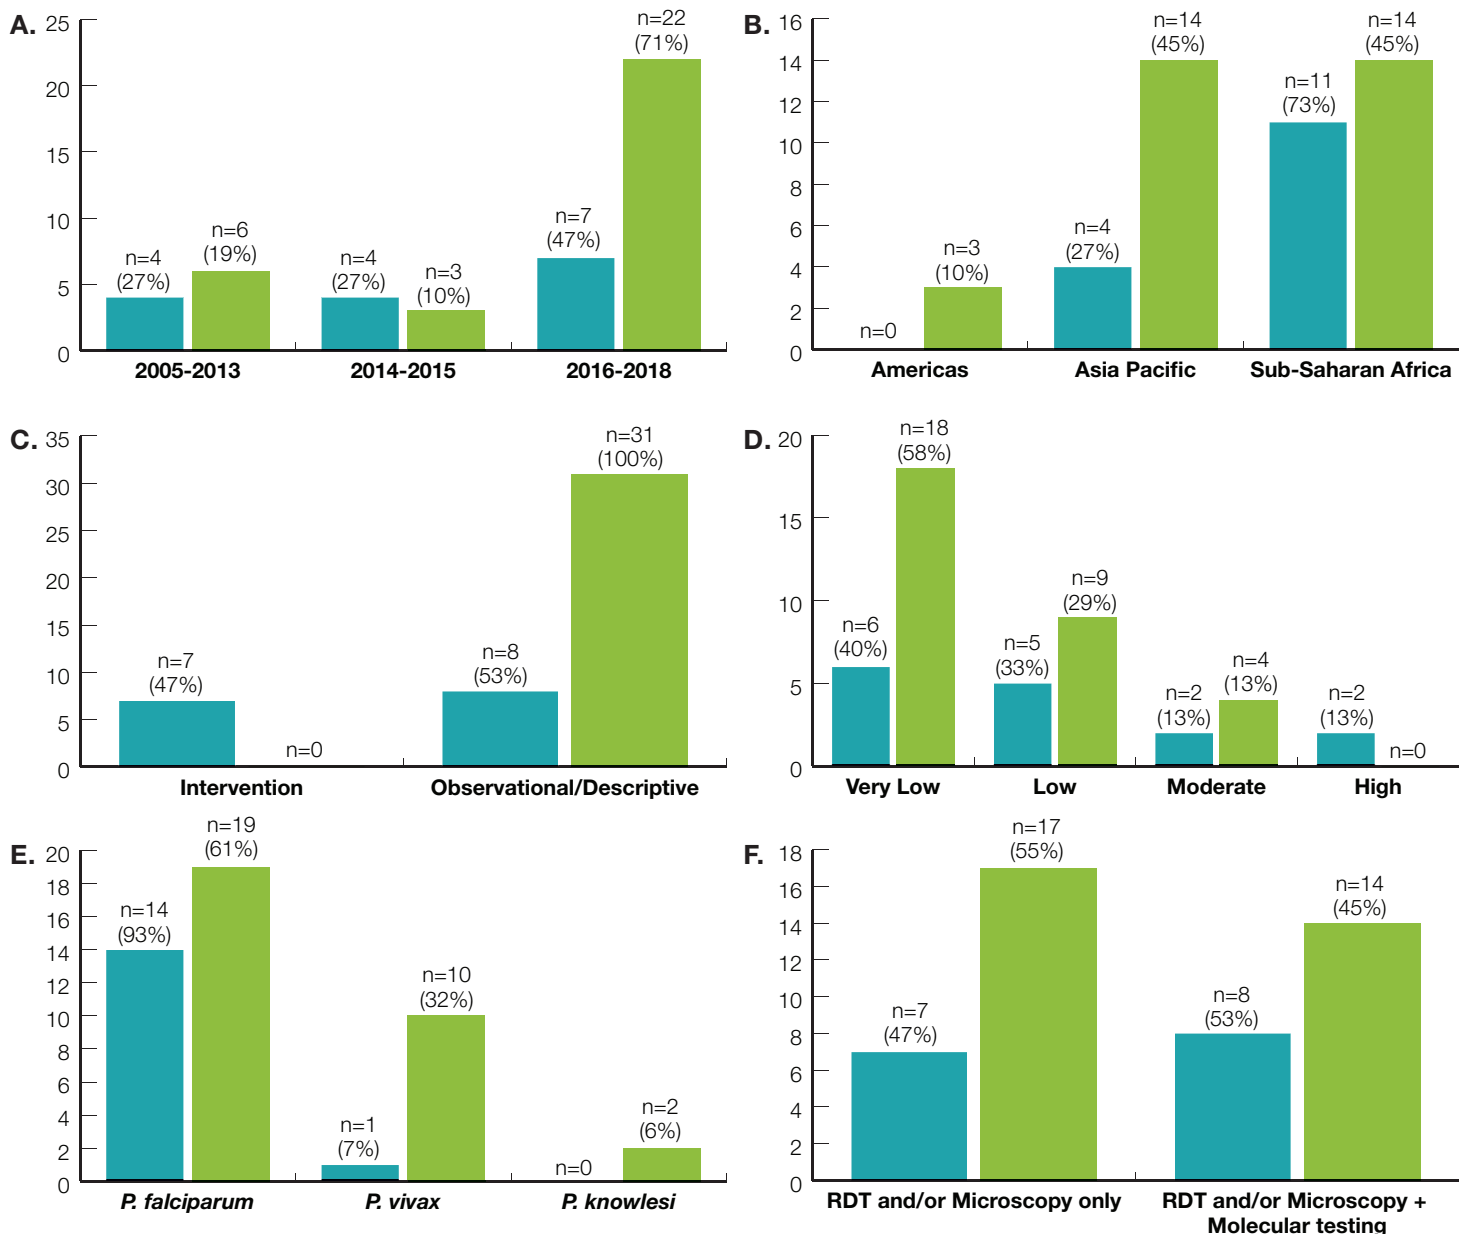 A.
25
20
15
10
5
0
n=4
(27%)
n=6
(19%)
n=4
(27%)
n=3
(10%)
n=7
(47%)
n=22
(71%)
2005-2013
2014-2015
2016-2018
B.
16
14
12
10
8
6
4
2
0
n=0
n=3
(10%)
n=4
(27%)
n=14
(45%)
n=11
(73%)
n=14
(45%)
Americas
Asia Pacific
Sub-Saharan Africa
C.
35
30
25
20
15
10
5
0
n=7
(47%)
n=0
n=8
(53%)
n=31
(100%)
Intervention
Observational/Descriptive
D.
20
15
10
5
0
n=6
(40%)
n=18
(58%)
n=5
(33%)
n=9
(29%)
n=2
(13%)
n=4
(13%)
n=2
(13%)
n=0
Very Low
Low
Moderate
High
E.
20
18
16
14
12
10
8
6
4
2
0
n=14
(93%)
n=19
(61%)
n=1
(7%)
n=10
(32%)
n=0
n=2
(6%)
P. falciparum
P. vivax
P. knowlesi
F.
18
16
14
12
10
8
6
4
2
0
n=7
(47%)
n=17
(55%)
n=8
(53%)
n=14
(45%)
RDT and/or Microscopy only
RDT and/or Microscopy +
Molecular testing